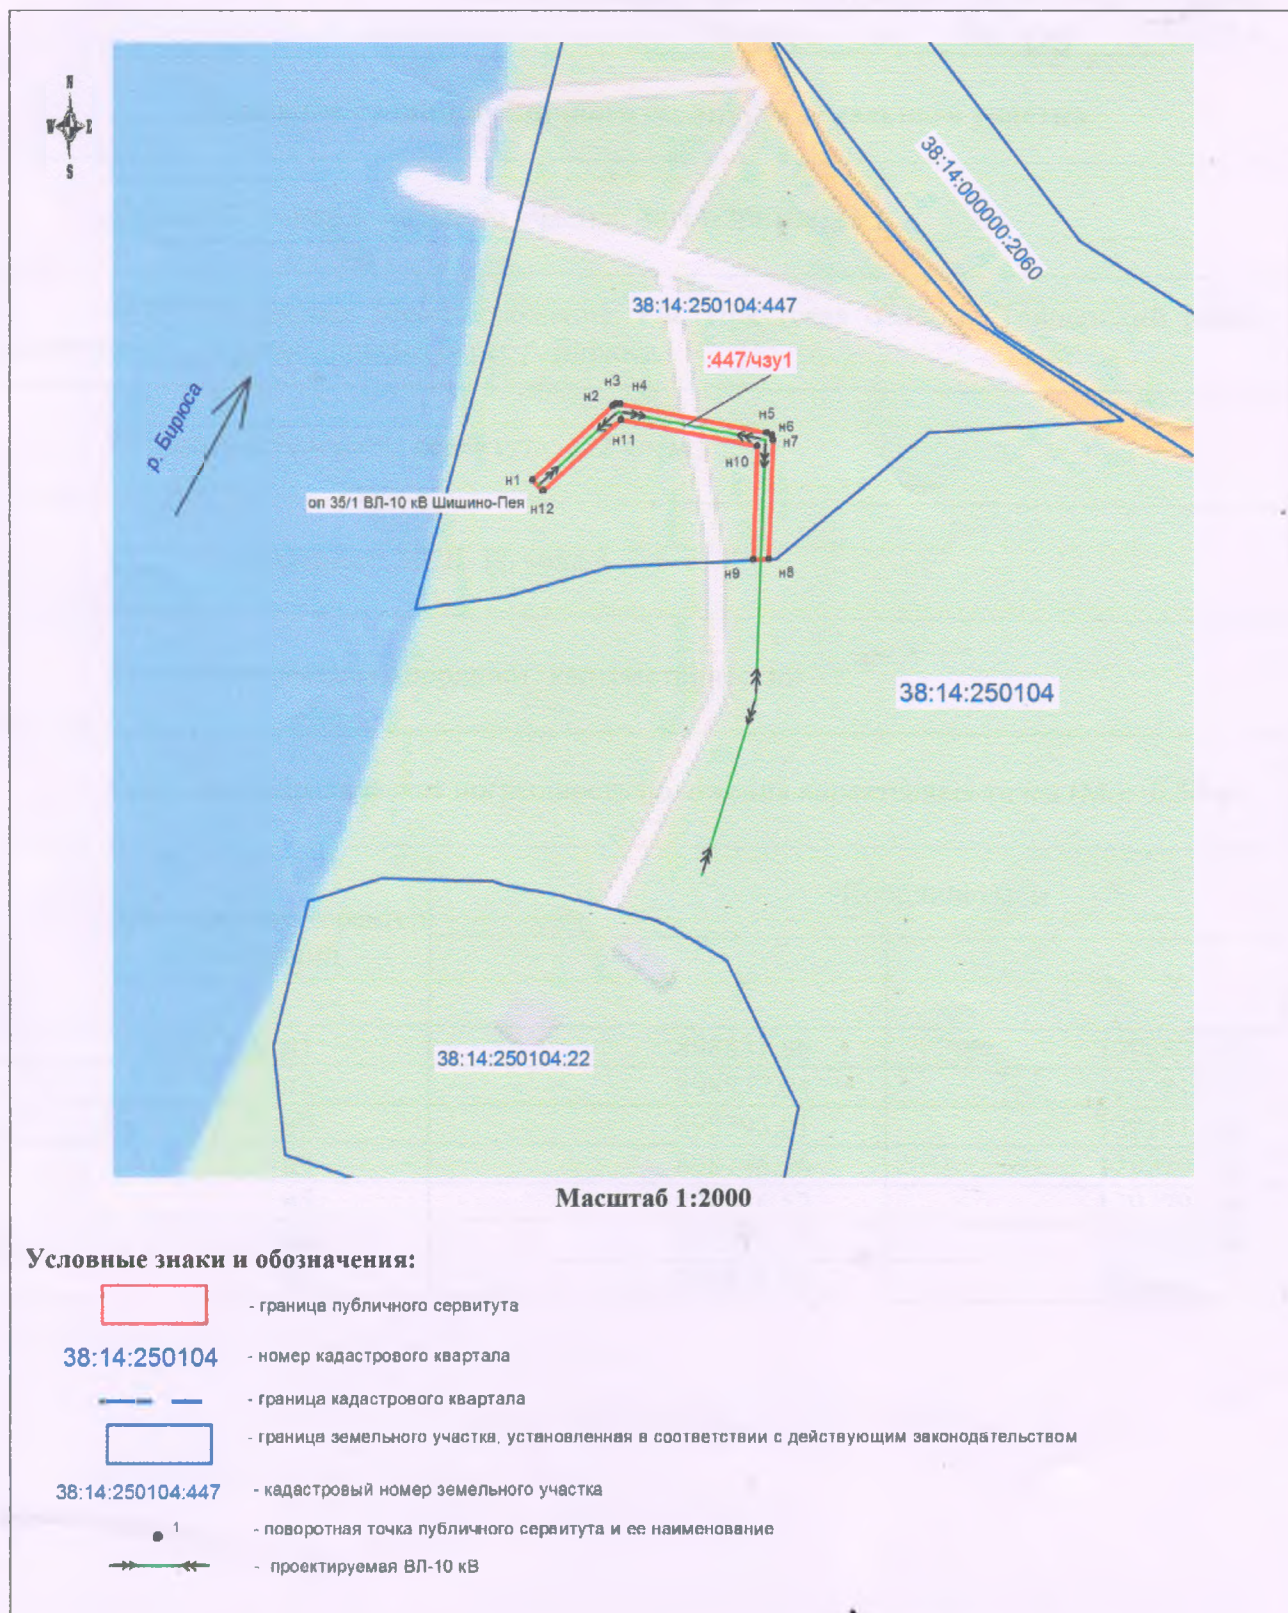 N
W E
S
38:14:000000:2060
38:14:250104:447
:447/чзу1
р. Бирюса
н3
н4
н2
н5
н6
н7
н11
н10
н1
оп 35/1 ВЛ-10 кВ Шишино-Пея
н12
н9
н8
38:14:250104
38:14:250104:22
Масштаб 1:2000
Условные знаки и обозначения:
- граница публичного сервитута
38:14:250104 - номер кадастрового квартала
- граница кадастрового квартала
- граница земельного участка, установленная в соответствии с действующим законодательством
38:14:250104:447 - кадастровый номер земельного участка
1 - поворотная точка публичного сервитута и ее наименование
- проектируемая ВЛ-10 кВ